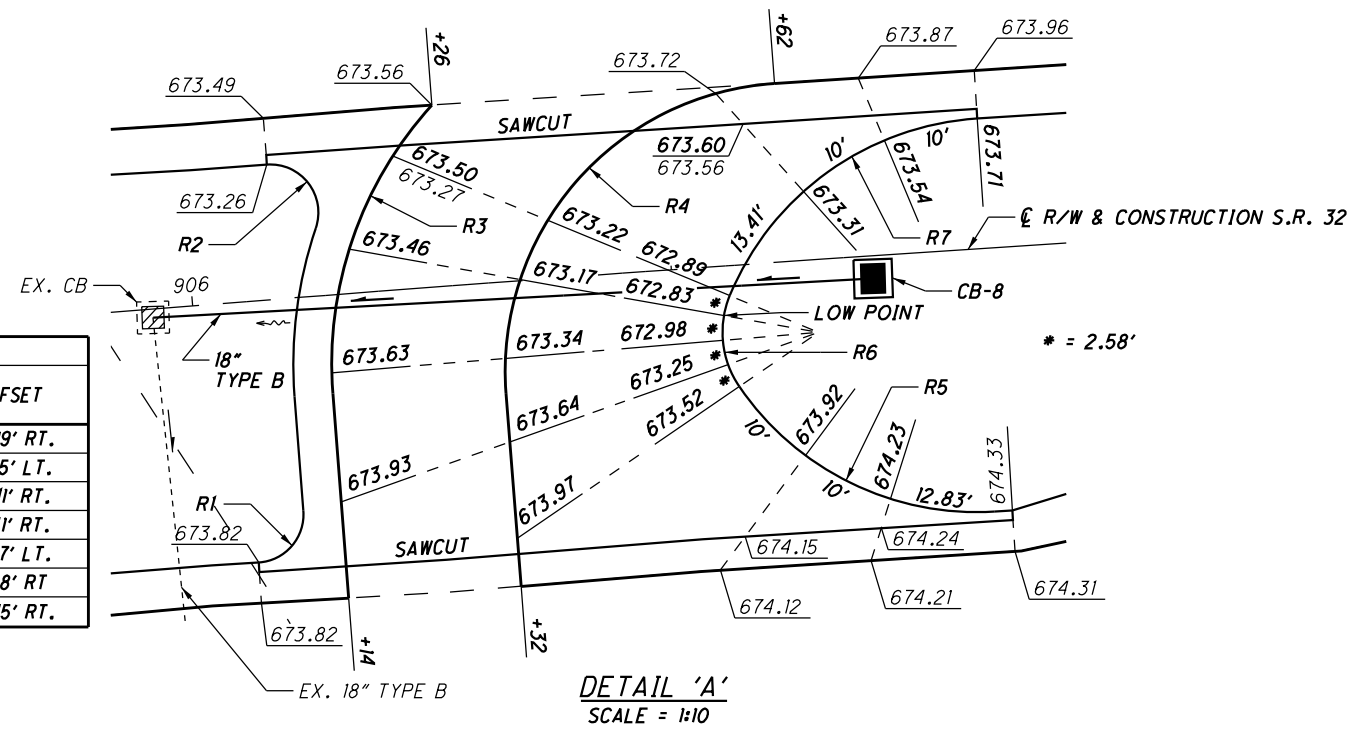 +26
+62
673.49
673.56
673.72
673.87
673.96
SAWCUT
673.60
673.56
10'
10'
673.54
673.71
673.50
673.27
673.26
R2
R3
R4
673.31
R7
℄ R/W & CONSTRUCTION S.R. 32
673.22
13.41'
673.46
672.89
673.17
672.83
*
EX. CB
906
CB-8
LOW POINT
18"
TYPE B
673.63
673.34
672.98
*
R6
* = 2.58'
673.25
*
FSET
9' RT.
5' LT.
1' RT.
1' RT.
7' LT.
8' RT
5' RT.
673.64
673.52
*
R5
673.93
10'
673.92
674.23
674.33
R1
673.97
10'
12.83'
673.82
SAWCUT
674.15
674.24
673.82
+14
+32
674.12
674.21
674.31
EX. 18" TYPE B
DETAIL 'A'
SCALE = 1:10